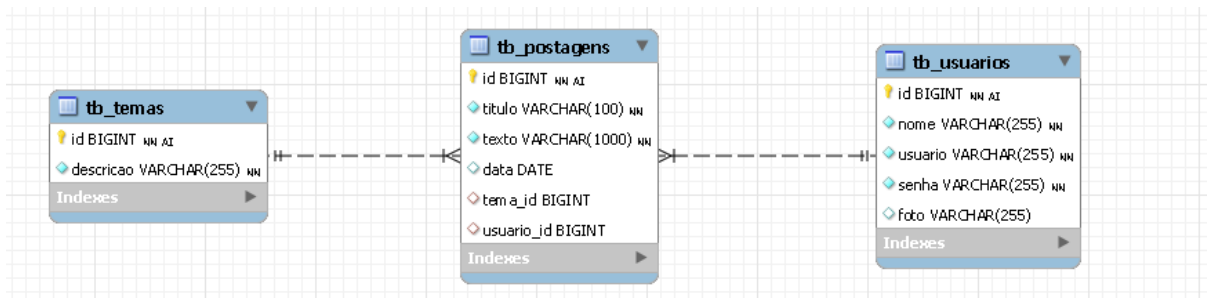 tb_temas
id BIGINT NN AI
descricao VARCHAR(255) NN
Indexes
tb_postagens
id BIGINT NN AI
titulo VARCHAR(100) NN
texto VARCHAR(1000) NN
data DATE
tema_id BIGINT
usuario_id BIGINT
Indexes
tb_usuarios
id BIGINT NN AI
nome VARCHAR(255) NN
usuario VARCHAR(255) NN
senha VARCHAR(255) NN
foto VARCHAR(255)
Indexes